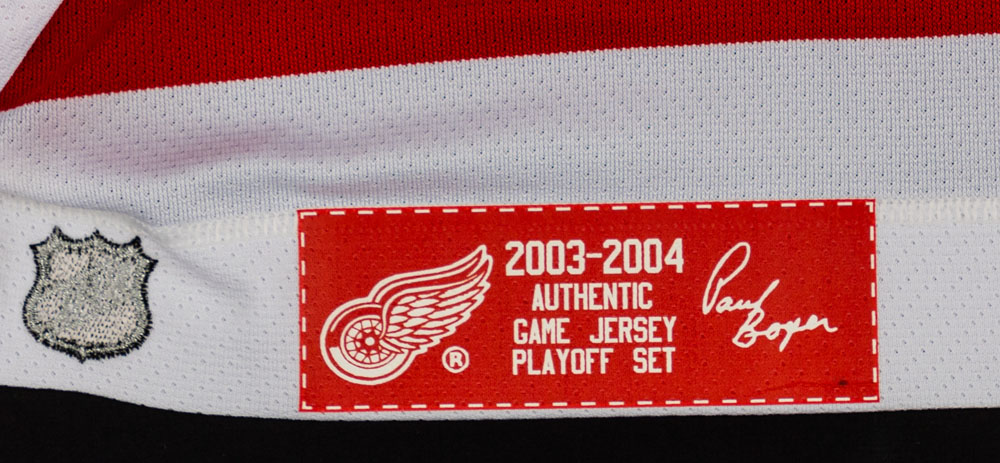 2003-2004
AUTHENTIC
GAME JERSEY
PLAYOFF SET
®
Paul
Boyer